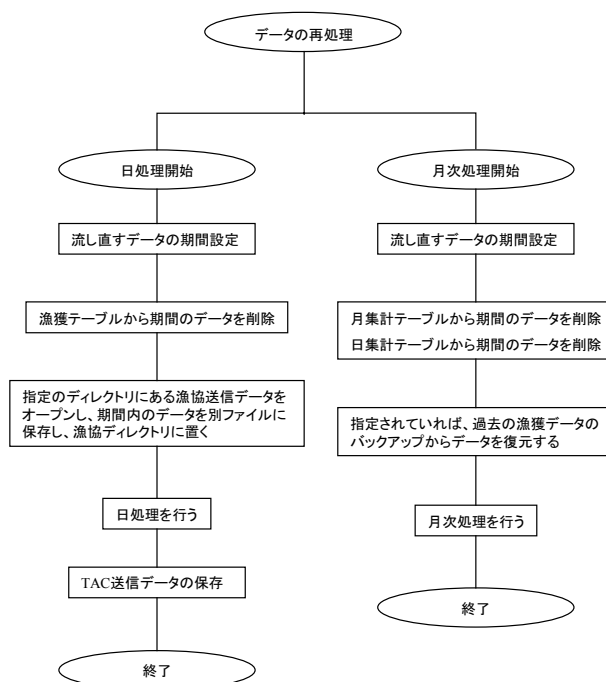 データの再処理
日処理開始
流し直すデータの期間設定
漁獲テーブルから期間のデータを削除
指定のディレクトリにある漁協送信データを
オープンし、期間内のデータを別ファイルに
保存し、漁協ディレクトリに置く
日処理を行う
TAC送信データの保存
終了
月次処理開始
流し直すデータの期間設定
月集計テーブルから期間のデータを削除
日集計テーブルから期間のデータを削除
指定されていれば、過去の漁獲データの
バックアップからデータを復元する
月次処理を行う
終了